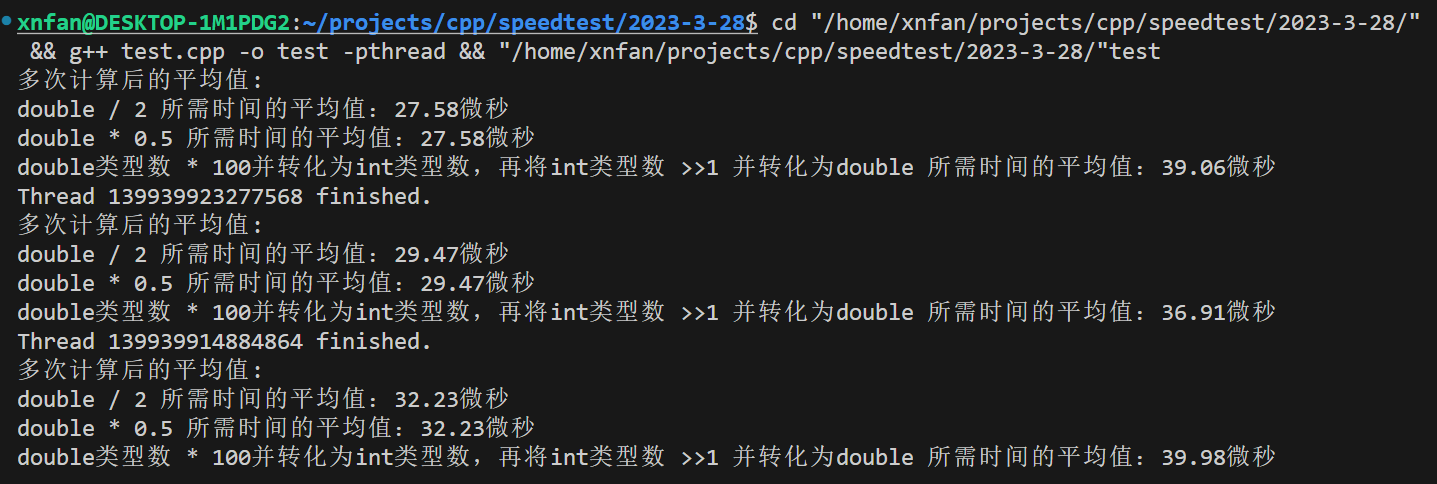 xnfan@DESKTOP-1M1PDG2:~/projects/cpp/speedtest/2023-3-28$ cd "/home/xnfan/projects/cpp/speedtest/2023-3-28/"
&& g++ test.cpp -o test -pthread && "/home/xnfan/projects/cpp/speedtest/2023-3-28/"test
多次计算后的平均值:
double / 2 所需时间的平均值：27.58微秒
double * 0.5 所需时间的平均值：27.58微秒
double类型数 * 100并转化为int类型数，再将int类型数 >>1 并转化为double 所需时间的平均值：39.06微秒
Thread 139939923277568 finished.
多次计算后的平均值:
double / 2 所需时间的平均值：29.47微秒
double * 0.5 所需时间的平均值：29.47微秒
double类型数 * 100并转化为int类型数，再将int类型数 >>1 并转化为double 所需时间的平均值：36.91微秒
Thread 139939914884864 finished.
多次计算后的平均值:
double / 2 所需时间的平均值：32.23微秒
double * 0.5 所需时间的平均值：32.23微秒
double类型数 * 100并转化为int类型数，再将int类型数 >>1 并转化为double 所需时间的平均值：39.98微秒